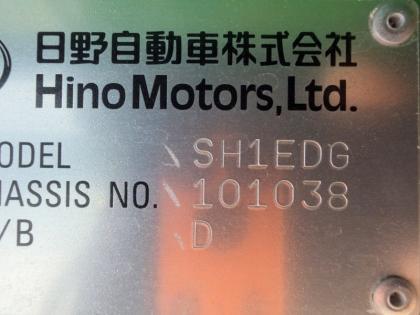 日野自動車株式会社
Hino Motors, Ltd.
ODEL \SH1EDG
HASSIS NO. \101038
/B \D